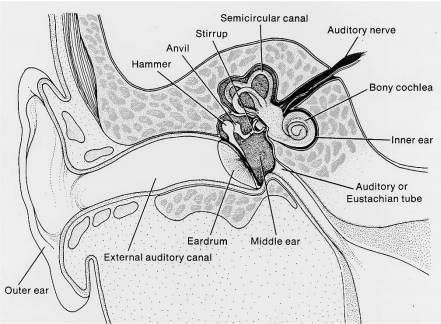 Semicircular canal
Stirrup
Auditory nerve
Anvil
Hammer
Bony cochlea
Inner ear
Auditory or
Eustachian tube
Eardrum
Middle ear
External auditory canal
Outer ear